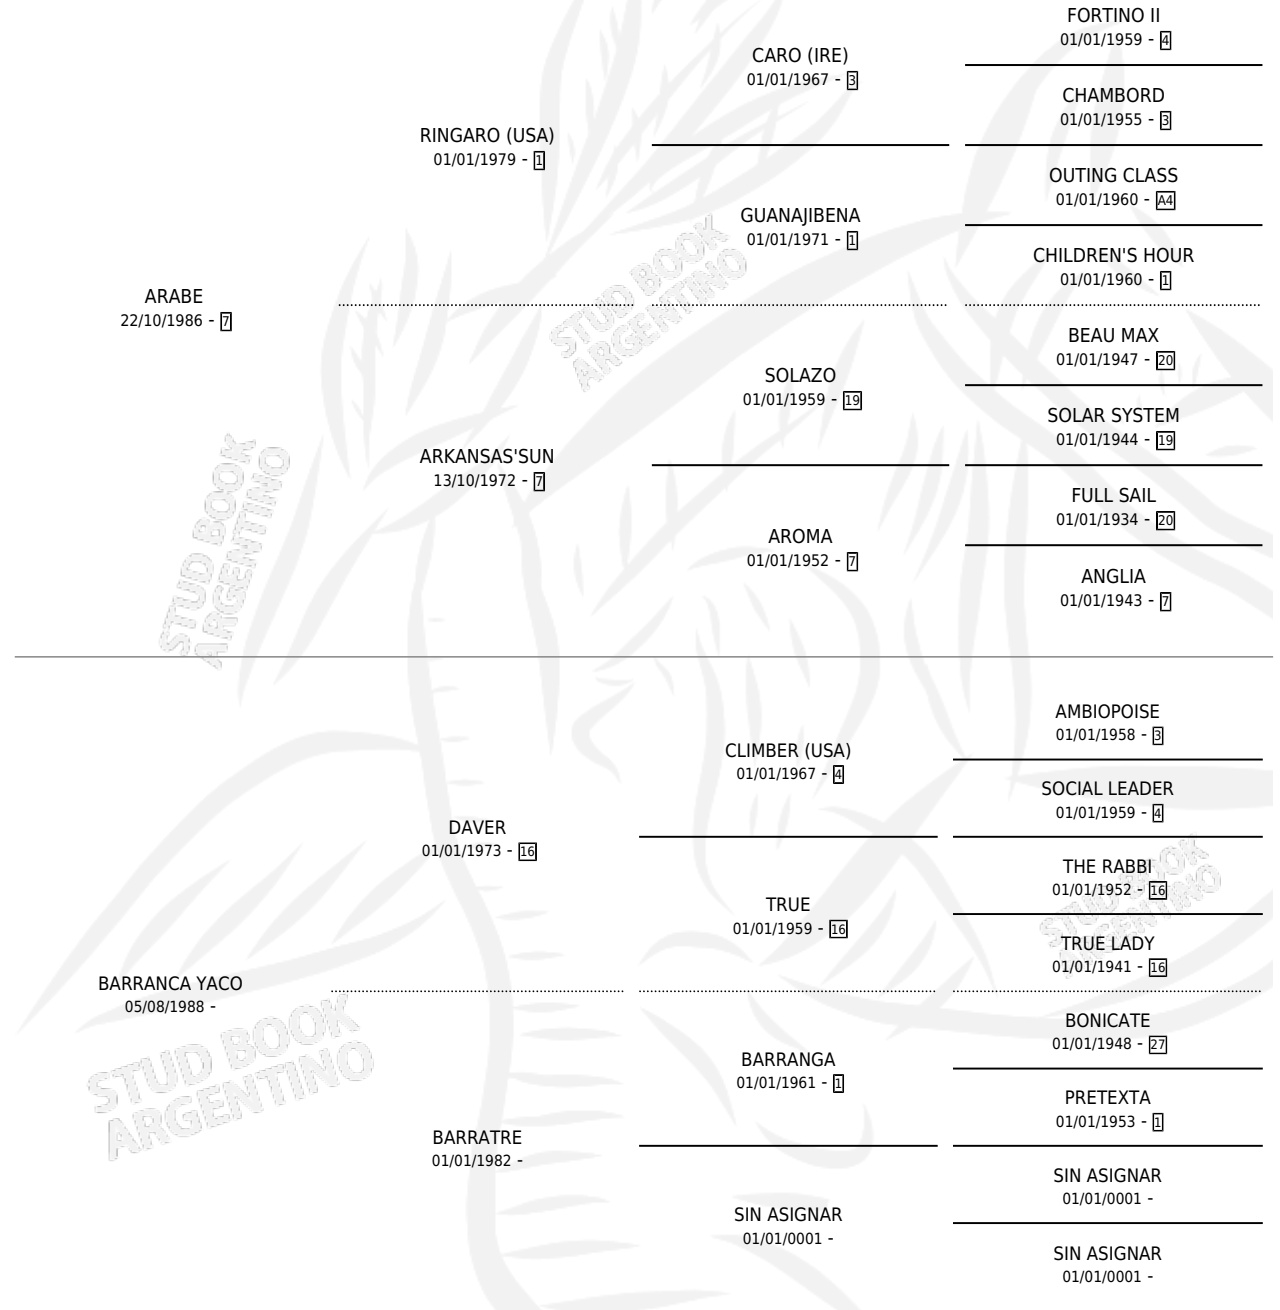 FORTINO II
01/01/1959 - 4
CARO (IRE)
01/01/1967 - 3
CHAMBORD
01/01/1955 - 3
RINGARO (USA)
01/01/1979 - 1
OUTING CLASS
01/01/1960 - A4
GUANAJIBENA
01/01/1971 - 1
CHILDREN'S HOUR
01/01/1960 - 1
ARABE
22/10/1986 - 7
STUD BOOK
ARGENTINO
BEAU MAX
01/01/1947 - 20
SOLAZO
01/01/1959 - 19
SOLAR SYSTEM
01/01/1944 - 19
ARKANSAS'SUN
13/10/1972 - 7
FULL SAIL
01/01/1934 - 20
AROMA
01/01/1952 - 7
ANGLIA
01/01/1943 - 7
STUD BOOK
ARGENTINO
AMBIOPOISE
01/01/1958 - 3
CLIMBER (USA)
01/01/1967 - 4
SOCIAL LEADER
01/01/1959 - 4
DAVER
01/01/1973 - 16
THE RABBI
01/01/1952 - 16
TRUE
01/01/1959 - 16
STUD BOOK
ARGENTINO
TRUE LADY
01/01/1941 - 16
BARRANCA YACO
05/08/1988 -
BONICATE
01/01/1948 - 27
BARRANGA
01/01/1961 - 1
STUD BOOK
ARGENTINO
PRETEXTA
01/01/1953 - 1
BARRATRE
01/01/1982 -
SIN ASIGNAR
01/01/0001 -
SIN ASIGNAR
01/01/0001 -
SIN ASIGNAR
01/01/0001 -